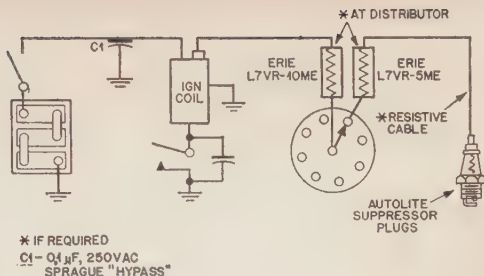 * AT DISTRIBUTOR
C1
ERIE
L7VR-10ME
ERIE
L7VR-5ME
IGN
COIL
* RESISTIVE
CABLE
AUTOLITE
SUPPRESSOR
PLUGS
* IF REQUIRED
C1- 0,1 µF, 250VAC
SPRAGUE "HYPASS"